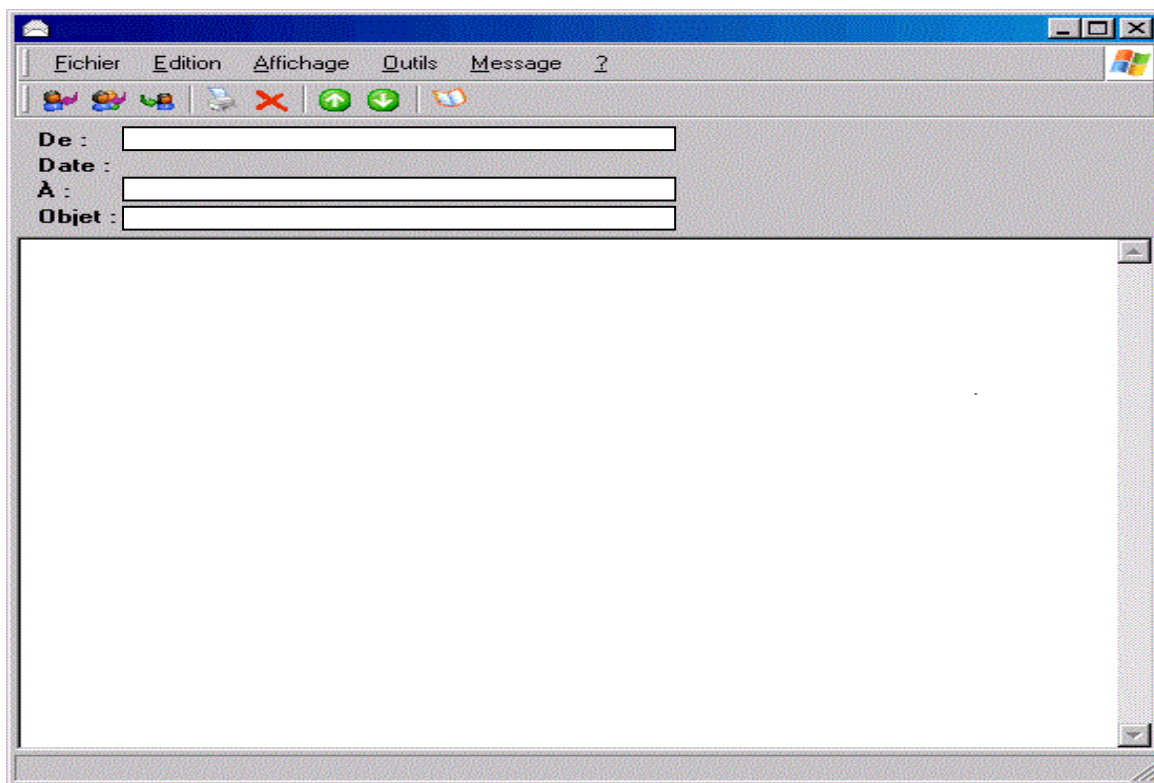 Fichier Edition Affichage Outils Message ?
De :
Date :
À :
Objet :